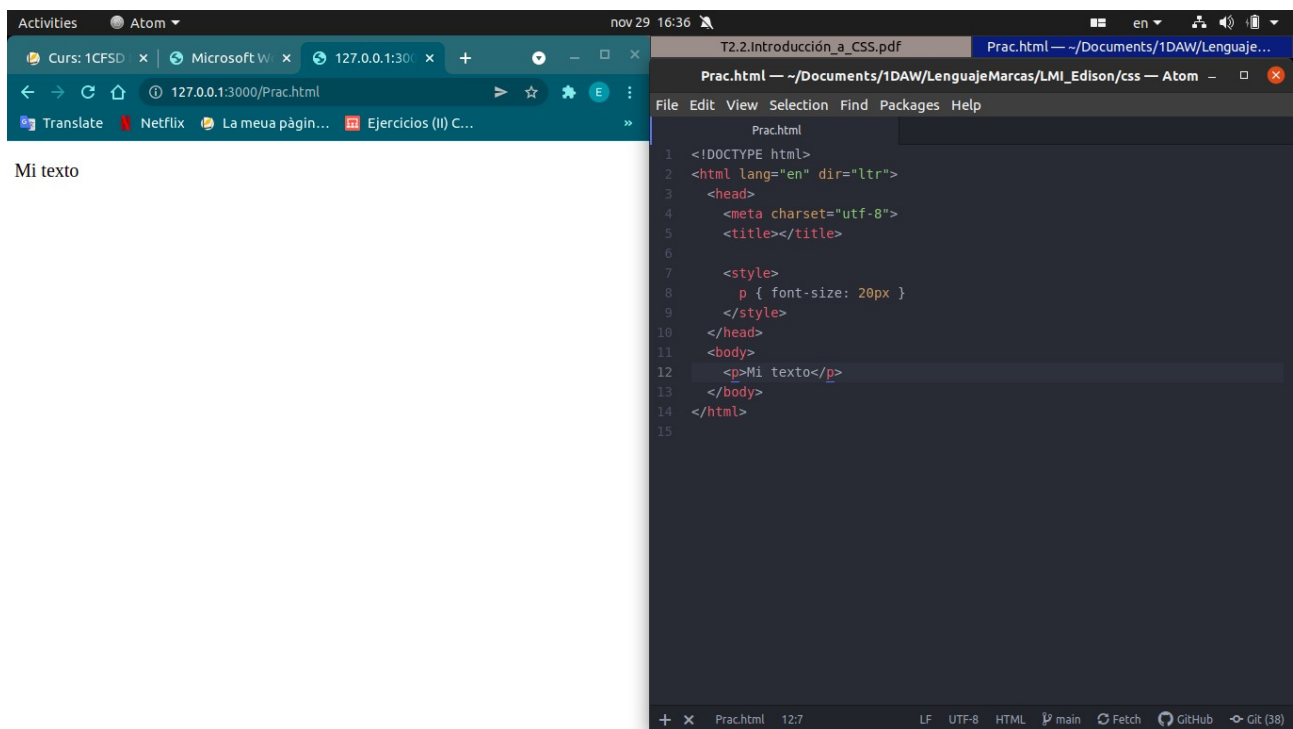 Activities Atom nov 29 16:36 en
Curs: 1CFSD Microsoft W 127.0.0.1:300
127.0.0.1:3000/Prac.html E
Translate Netflix La meua pàgin... Ejercicios (II) C... »
Mi texto
T2.2.Introducción_a_CSS.pdf Prac.html — ~/Documents/1DAW/Lenguaje...
Prac.html — ~/Documents/1DAW/LenguajeMarcas/LMI_Edison/css — Atom
File Edit View Selection Find Packages Help
Prac.html
1 <!DOCTYPE html>
2 <html lang="en" dir="ltr">
3 <head>
4 <meta charset="utf-8">
5 <title></title>
6
7 <style>
8 p { font-size: 20px }
9 </style>
10 </head>
11 <body>
12 <p>Mi texto</p>
13 </body>
14 </html>
15
Prac.html 12:7 LF UTF-8 HTML main Fetch GitHub Git (38)